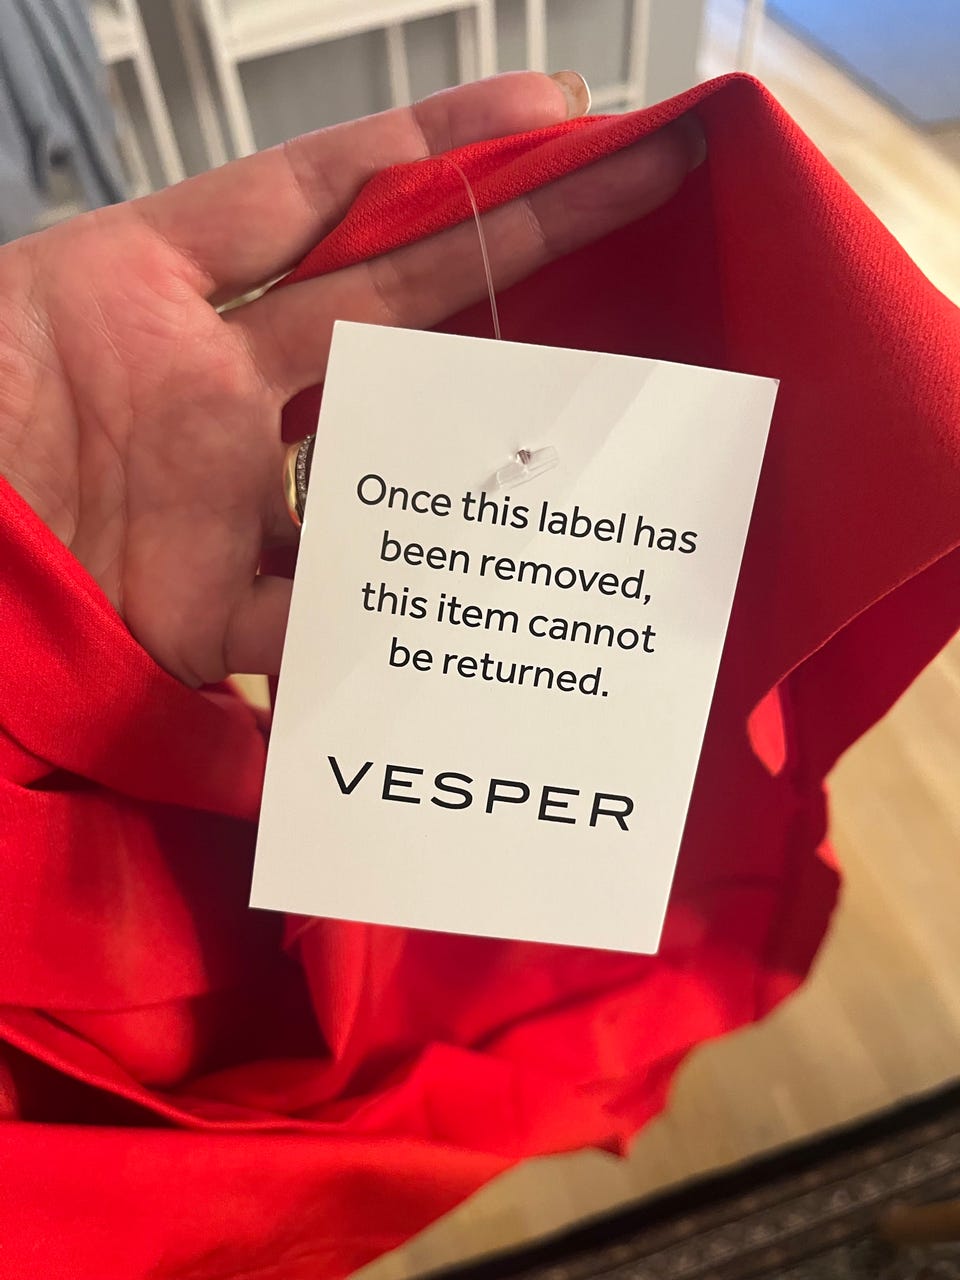 Once this label has
been removed,
this item cannot
be returned.
VESPER